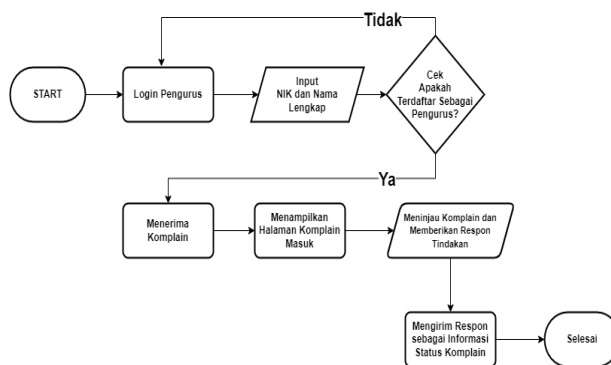 Tidak
START
Login Pengurus
Input
NIK dan Nama
Lengkap
Cek
Apakah
Terdaftar Sebagai
Pengurus?
Ya
Menerima
Komplain
Menampilkan
Halaman Komplain
Masuk
Meninjau Komplain dan
Memberikan Respon
Tindakan
Mengirim Respon
sebagai Informasi
Status Komplain
Selesai